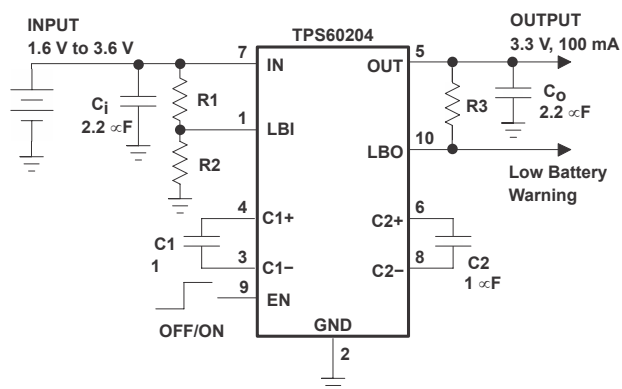 INPUT
1.6 V to 3.6 V
TPS60204
OUTPUT
3.3 V, 100 mA
7
IN
OUT
5
Ci
2.2 ∝F
R1
R3
Co
2.2 ∝F
1
LBI
R2
LBO
10
Low Battery
Warning
4
C1+
C2+
6
C1
1
3
C1−
C2−
8
C2
1 ∝F
9
EN
OFF/ON
GND
2